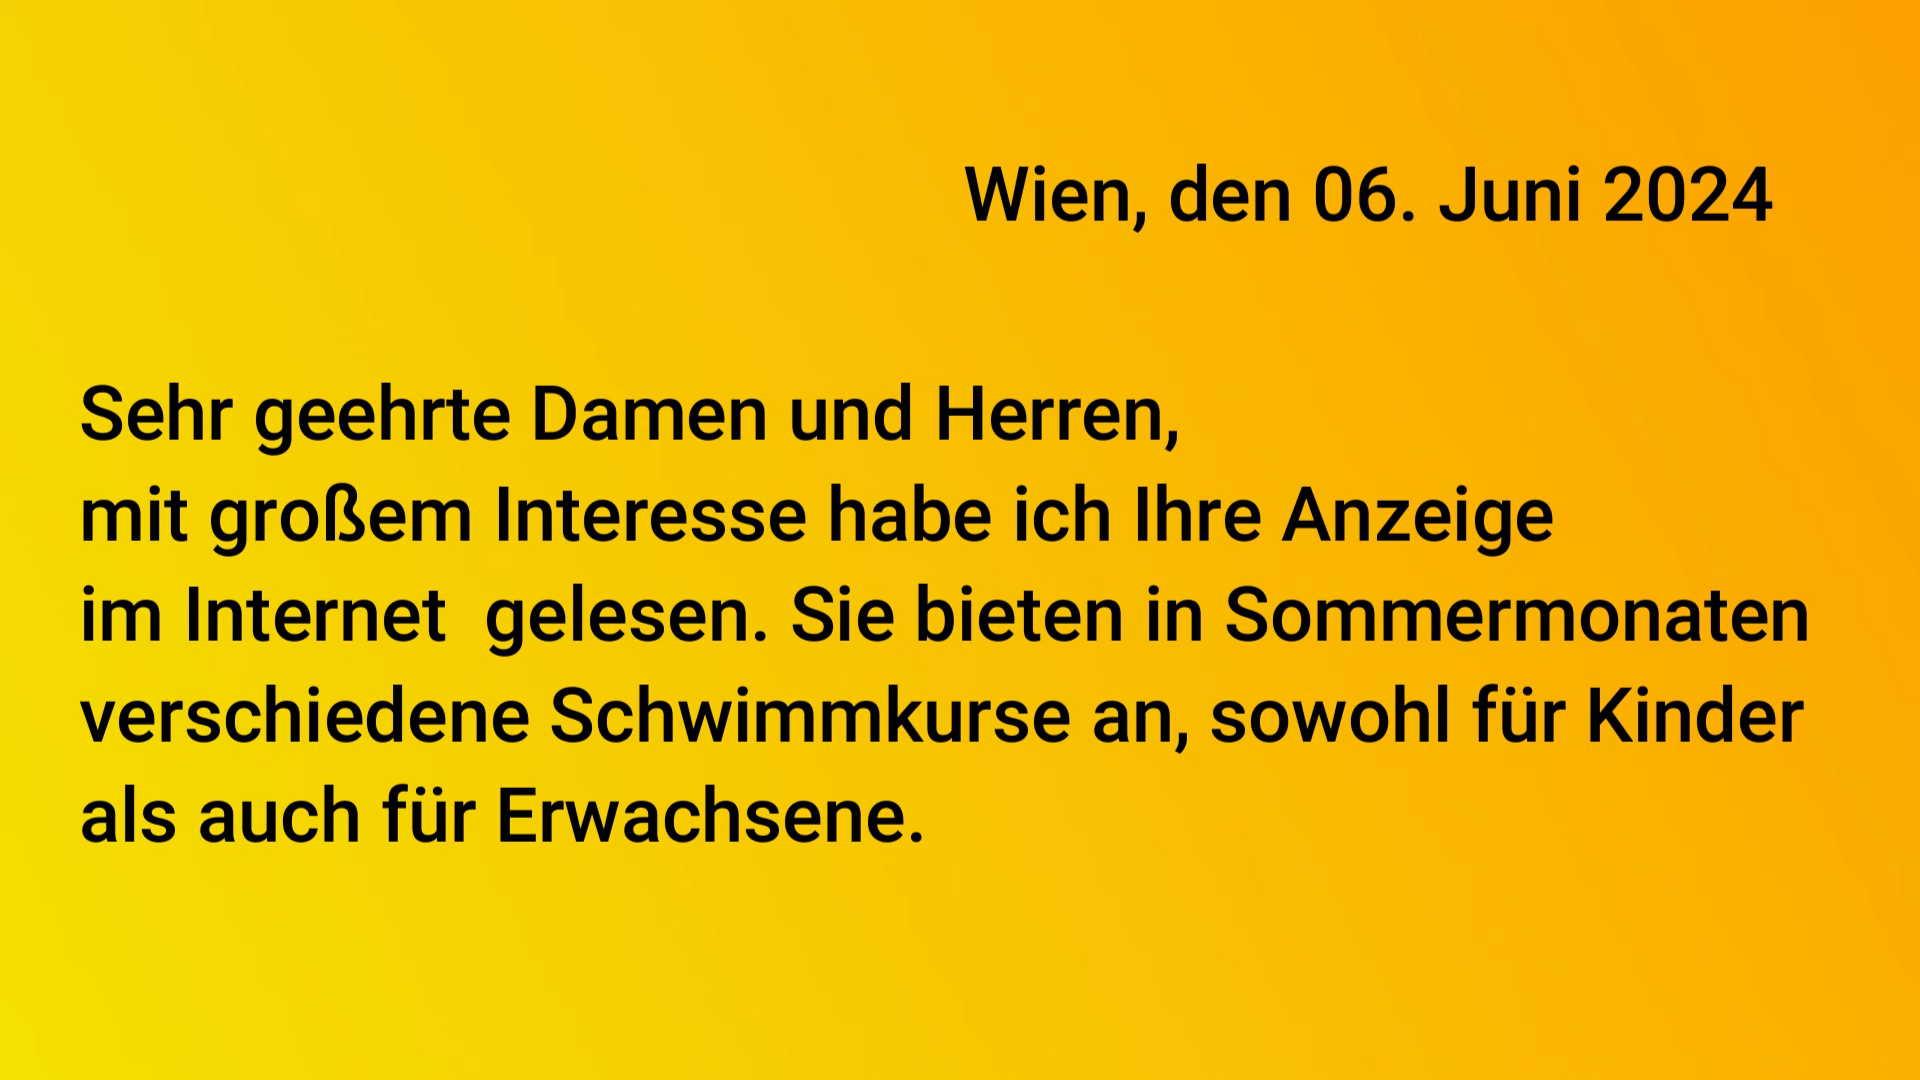 Wien, den 06. Juni 2024
Sehr geehrte Damen und Herren,
mit großem Interesse habe ich Ihre Anzeige
im Internet  gelesen. Sie bieten in Sommermonaten
verschiedene Schwimmkurse an, sowohl für Kinder
als auch für Erwachsene.